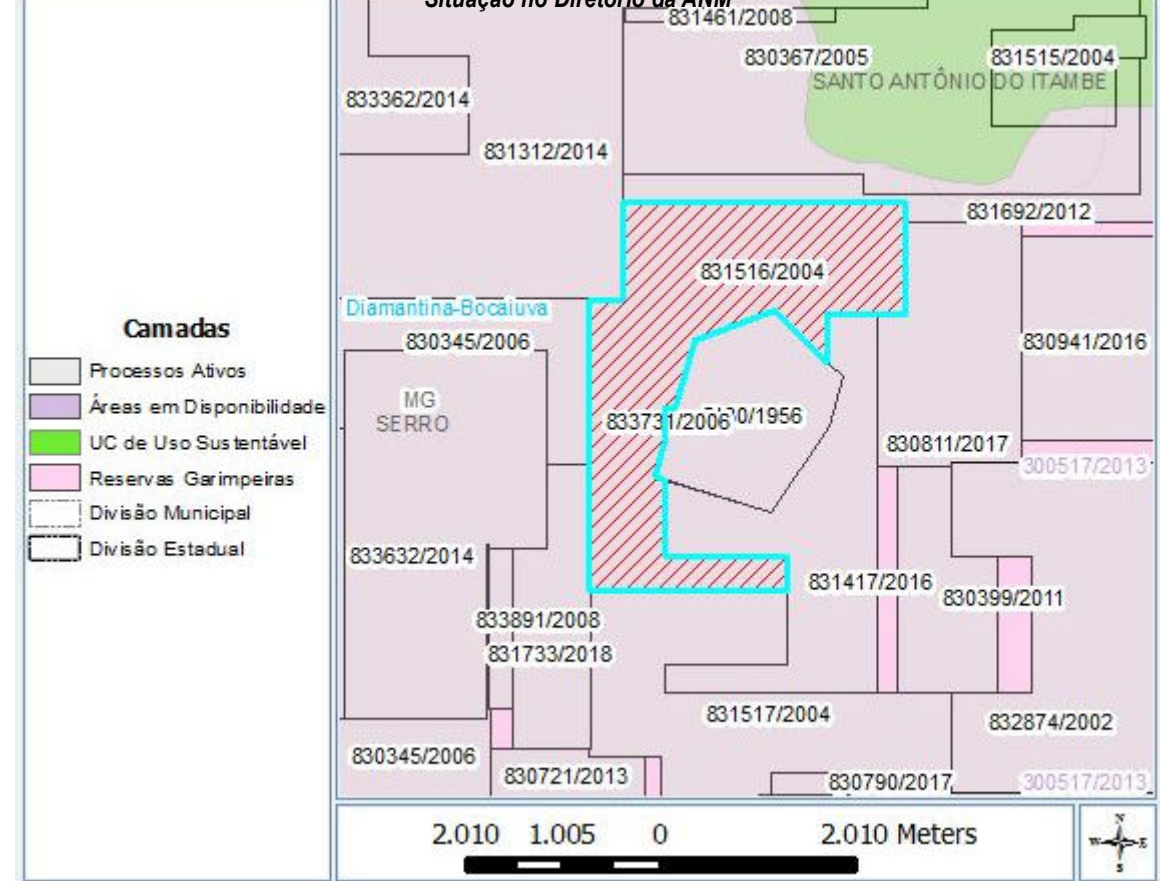 Situação no Diretório da ANM
831461/2008
830367/2005
831515/2004
SANTO ANTÔNIO DO ITAMBE
833362/2014
831312/2014
831692/2012
831516/2004
Diamantina-Bocaiuva
830345/2006
830941/2016
MG
SERRO
833731/2006
0/1956
830811/2017
300517/2013
833632/2014
831417/2016
830399/2011
833891/2008
831733/2018
831517/2004
832874/2002
830345/2006
830721/2013
830790/2017
300517/2013
Camadas
Processos Ativos
Áreas em Disponibilidade
UC de Uso Sustentável
Reservas Garimpeiras
Divisão Municipal
Divisão Estadual
2.010 1.005 0 2.010 Meters
N
W E
S